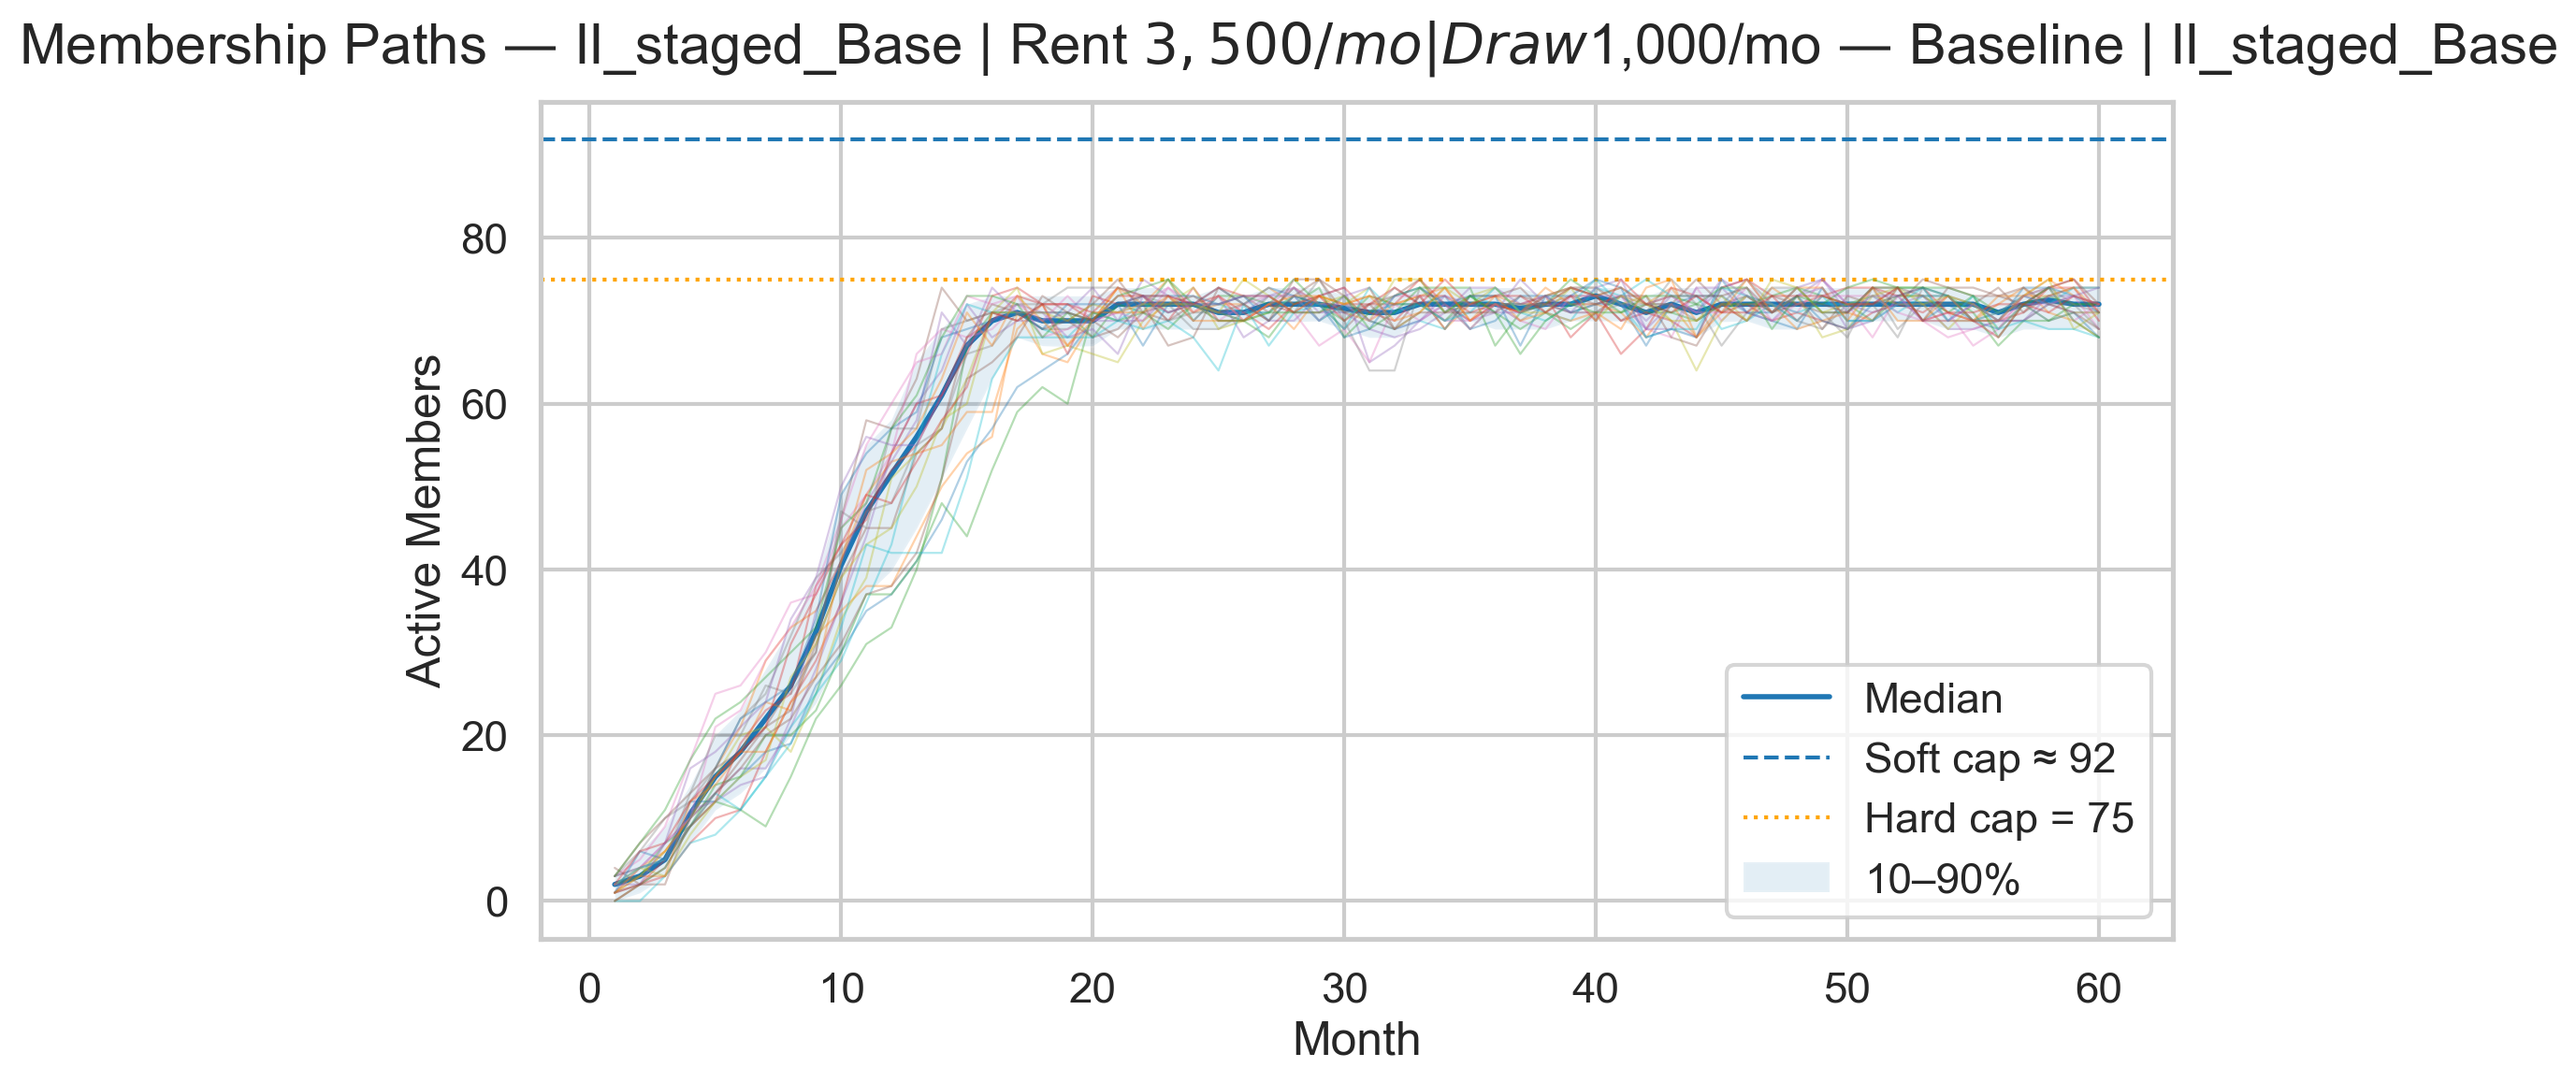 Membership Paths — II_staged_Base | Rent 3, 500/mo|Draw1,000/mo — Baseline | II_staged_Base
80
60
40
20
0
Active Members
0 10 20 30 40 50 60
Month
Median
Soft cap ≈ 92
Hard cap = 75
10–90%